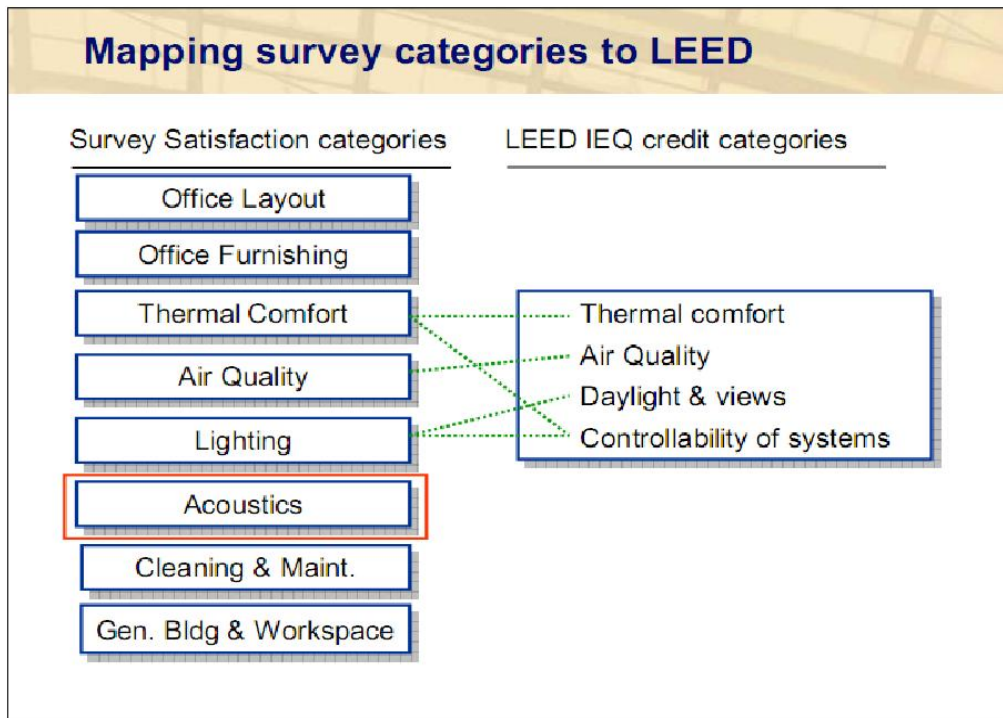 Mapping survey categories to LEED
Survey Satisfaction categories
Office Layout
Office Furnishing
Thermal Comfort
Air Quality
Lighting
Acoustics
Cleaning & Maint.
Gen. Bldg & Workspace
LEED IEQ credit categories
Thermal comfort
Air Quality
Daylight & views
Controllability of systems